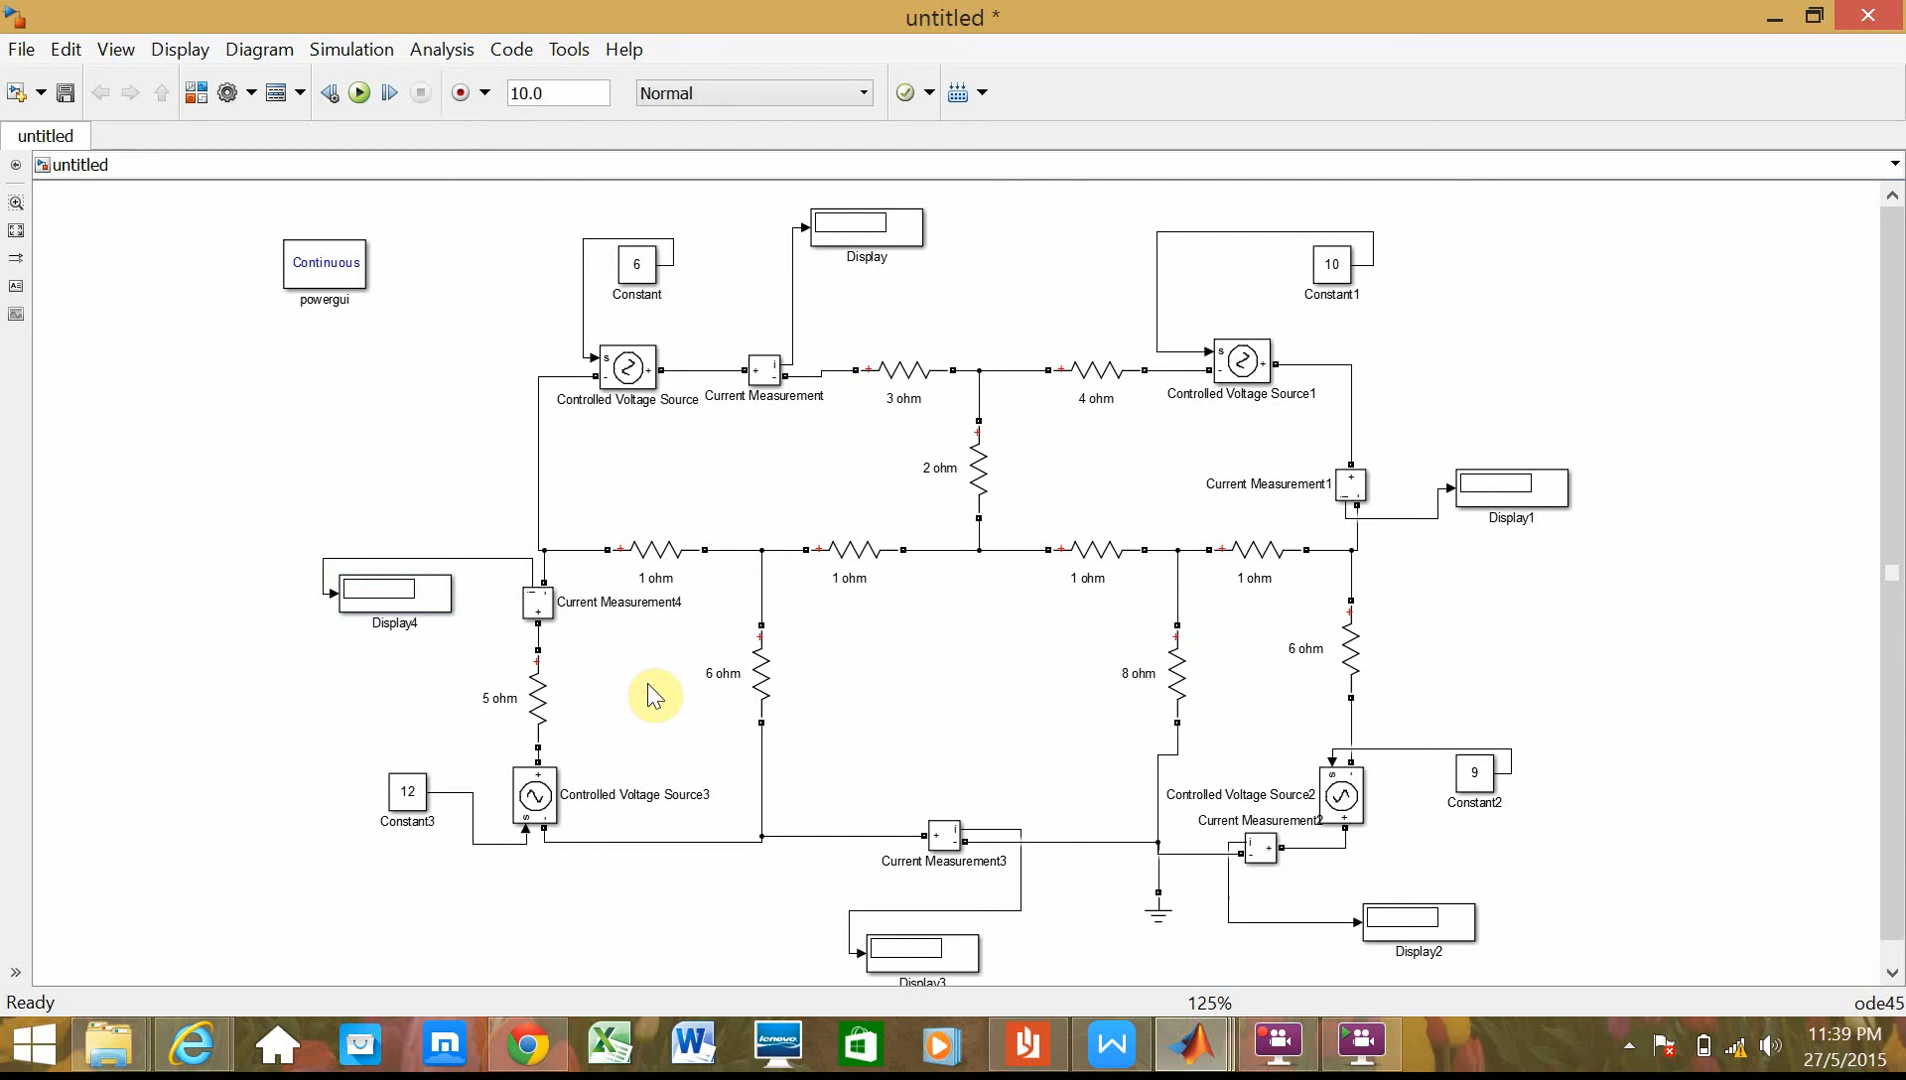 untitled *
File Edit View Display Diagram Simulation Analysis Code Tools Help
10.0 Normal
untitled
untitled
Continuous
powergui
6
Constant
Display
10
Constant1
s
-
+
Controlled Voltage Source
+
i
-
Current Measurement
3 ohm
4 ohm
s
-
+
Controlled Voltage Source1
2 ohm
Current Measurement1
Display1
1 ohm
1 ohm
1 ohm
1 ohm
Display4
Current Measurement4
5 ohm
6 ohm
8 ohm
6 ohm
12
Constant3
Controlled Voltage Source3
Controlled Voltage Source2
9
Constant2
Current Measurement2
Current Measurement3
Display2
Display3
Ready 125% ode45
lenovo
11:39 PM
27/5/2015